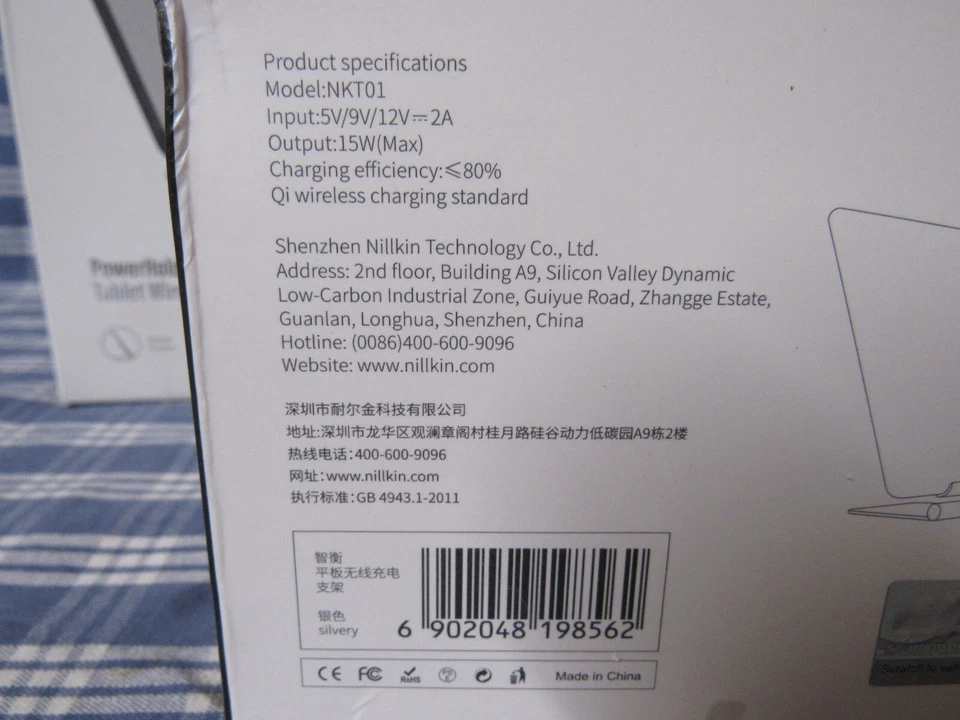 Product specifications
Model:NKT01
Input:5V/9V/12V⎓2A
Output:15W(Max)
Charging efficiency:≤80%
Qi wireless charging standard
Shenzhen Nillkin Technology Co., Ltd.
Address: 2nd floor, Building A9, Silicon Valley Dynamic
Low-Carbon Industrial Zone, Guiyue Road, Zhangge Estate,
Guanlan, Longhua, Shenzhen, China
Hotline: (0086)400-600-9096
Website: www.nillkin.com
深圳市耐尔金科技有限公司
地址:深圳市龙华区观澜章阁村桂月路硅谷动力低碳园A9栋2楼
热线电话:400-600-9096
网址:www.nillkin.com
执行标准:GB 4943.1-2011
智衡
平板无线充电
支架
银色
silvery
6 902048 198562
CE FC RoHS
Made in China
Tablet
Scratch to